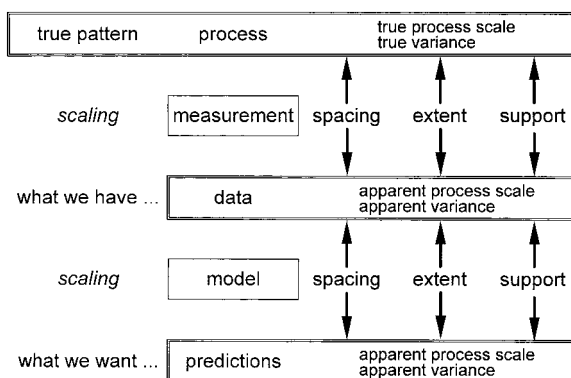 true pattern process true process scale
true variance
scaling measurement spacing extent support
what we have ... data apparent process scale
apparent variance
scaling model spacing extent support
what we want ... predictions apparent process scale
apparent variance